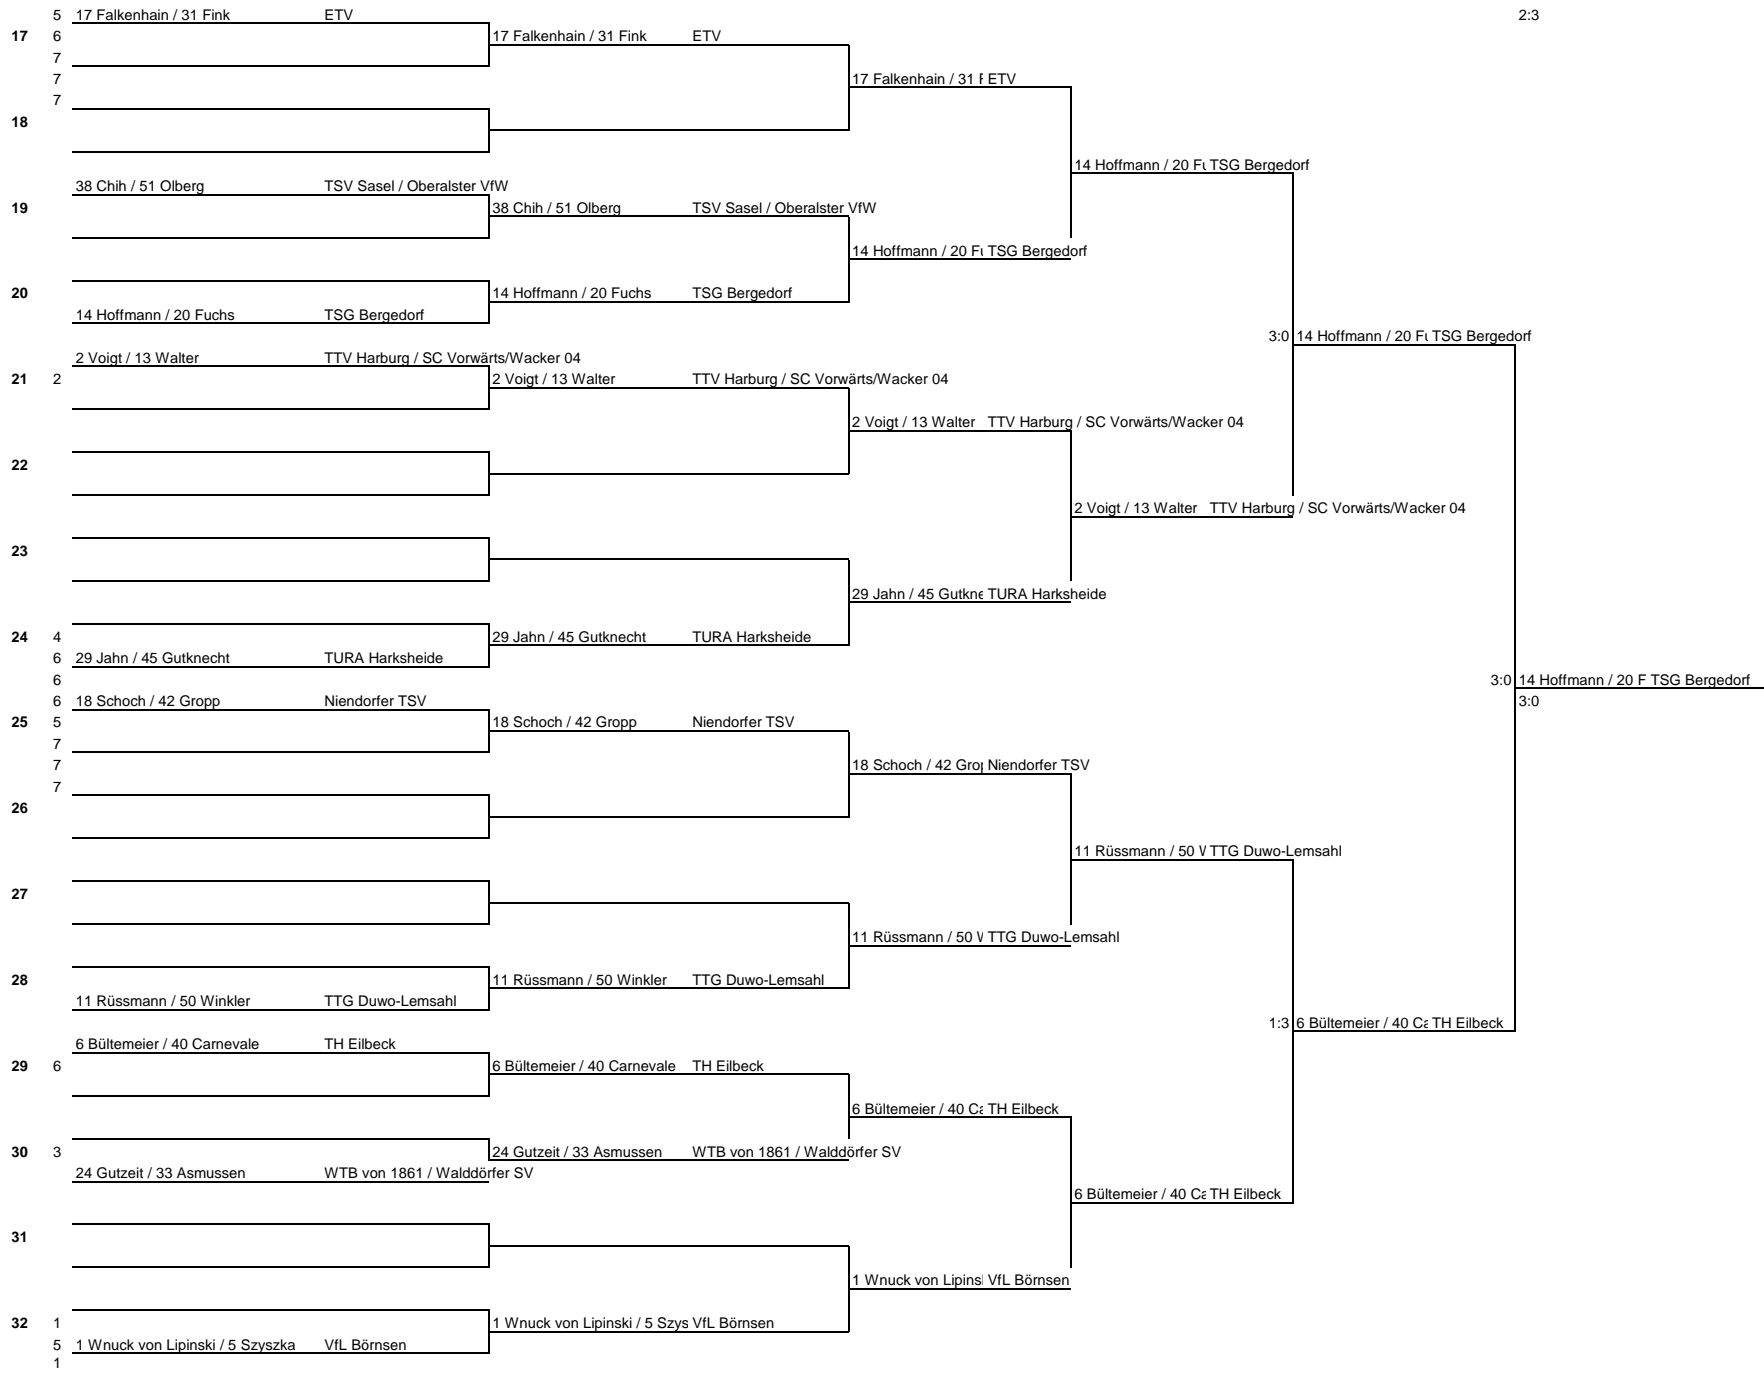 5 17 Falkenhain / 31 Fink ETV 2:3
17 6 17 Falkenhain / 31 Fink ETV
7
7 17 Falkenhain / 31 F ETV
7
18
14 Hoffmann / 20 Fu TSG Bergedorf
38 Chih / 51 Olberg TSV Sasel / Oberalster VfW
19 38 Chih / 51 Olberg TSV Sasel / Oberalster VfW
14 Hoffmann / 20 Fu TSG Bergedorf
20 14 Hoffmann / 20 Fuchs TSG Bergedorf
14 Hoffmann / 20 Fuchs TSG Bergedorf
3:0 14 Hoffmann / 20 Fu TSG Bergedorf
2 Voigt / 13 Walter TTV Harburg / SC Vorwärts/Wacker 04
21 2 2 Voigt / 13 Walter TTV Harburg / SC Vorwärts/Wacker 04
2 Voigt / 13 Walter TTV Harburg / SC Vorwärts/Wacker 04
22
2 Voigt / 13 Walter TTV Harburg / SC Vorwärts/Wacker 04
23
29 Jahn / 45 Gutkne TURA Harksheide
24 4 29 Jahn / 45 Gutknecht TURA Harksheide
6 29 Jahn / 45 Gutknecht TURA Harksheide
6 3:0 14 Hoffmann / 20 F TSG Bergedorf
6 18 Schoch / 42 Gropp Niendorfer TSV 3:0
25 5 18 Schoch / 42 Gropp Niendorfer TSV
7
7 18 Schoch / 42 Grop Niendorfer TSV
7
26
11 Rüssmann / 50 W TTG Duwo-Lemsahl
27
11 Rüssmann / 50 W TTG Duwo-Lemsahl
28 11 Rüssmann / 50 Winkler TTG Duwo-Lemsahl
11 Rüssmann / 50 Winkler TTG Duwo-Lemsahl
1:3 6 Bültemeier / 40 Ca TH Eilbeck
6 Bültemeier / 40 Carnevale TH Eilbeck
29 6 6 Bültemeier / 40 Carnevale TH Eilbeck
6 Bültemeier / 40 Ca TH Eilbeck
30 3 24 Gutzeit / 33 Asmussen WTB von 1861 / Walddörfer SV
24 Gutzeit / 33 Asmussen WTB von 1861 / Walddörfer SV
6 Bültemeier / 40 Ca TH Eilbeck
31
1 Wnuck von Lipins VfL Börnsen
32 1 1 Wnuck von Lipinski / 5 Szys VfL Börnsen
5 1 Wnuck von Lipinski / 5 Szyszka VfL Börnsen
1